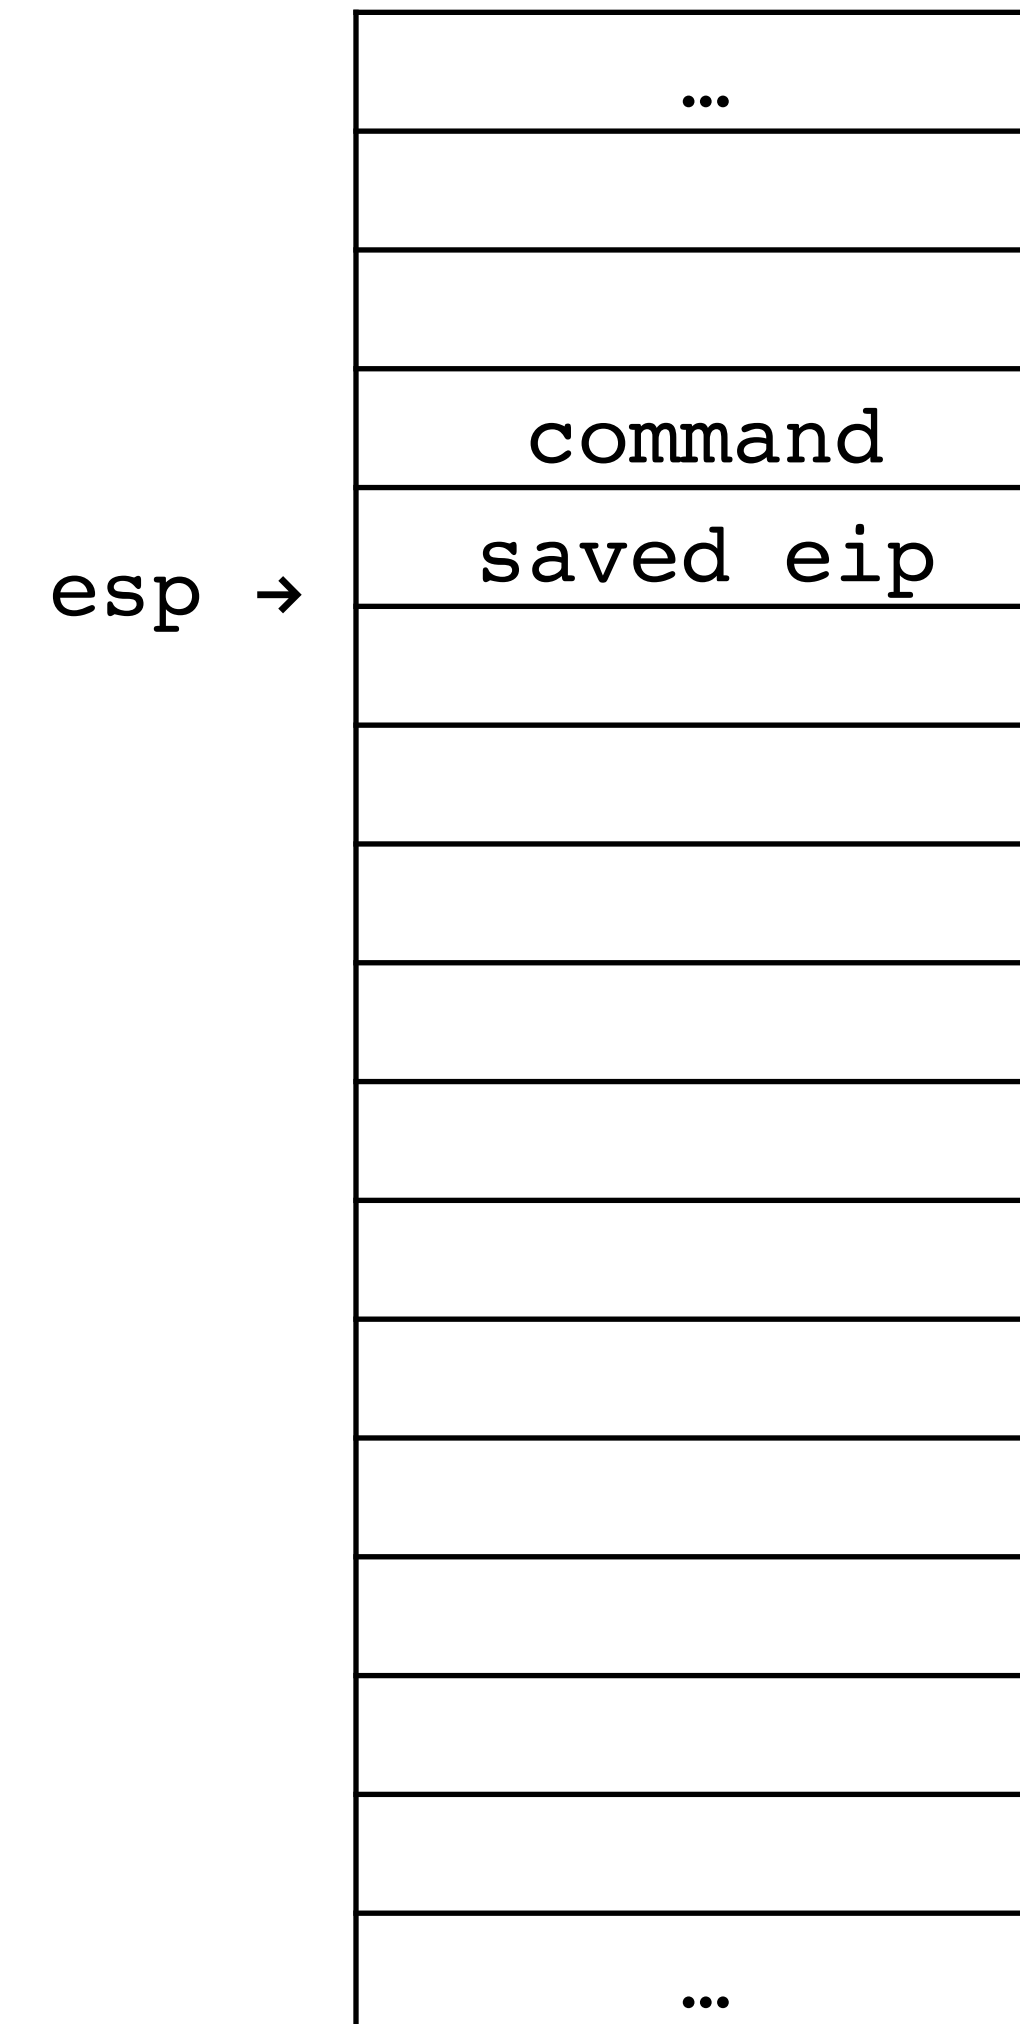 …
command
saved eip
esp →
…